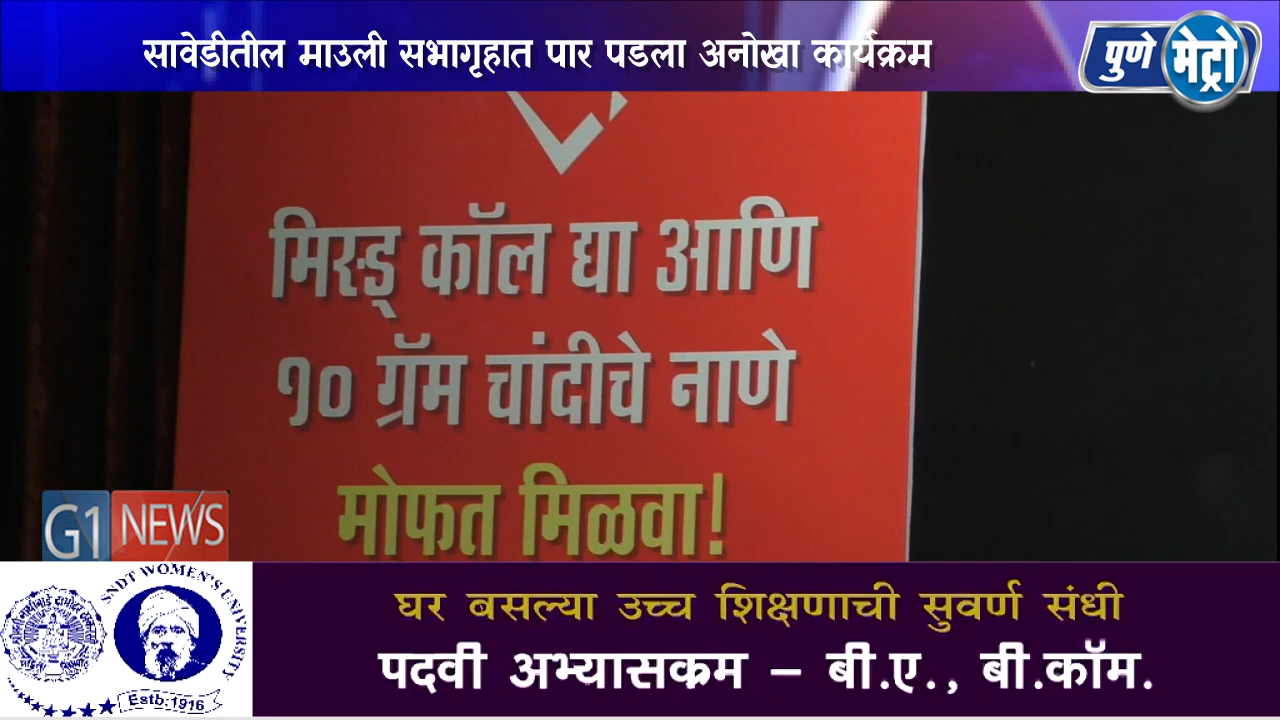 सावेडीतील माउली सभागृहात पार पडला अनोखा कार्यक्रम
पुणे मेट्रो
मिस्ड् कॉल द्या आणि
१० ग्रॅम चांदीचे नाणे
मोफत मिळवा!
G1 NEWS
SNDT WOMEN'S UNIVERSITY
Estb:1916
घर बसल्या उच्च शिक्षणाची सुवर्ण संधी
पदवी अभ्यासक्रम – बी.ए., बी.कॉम.